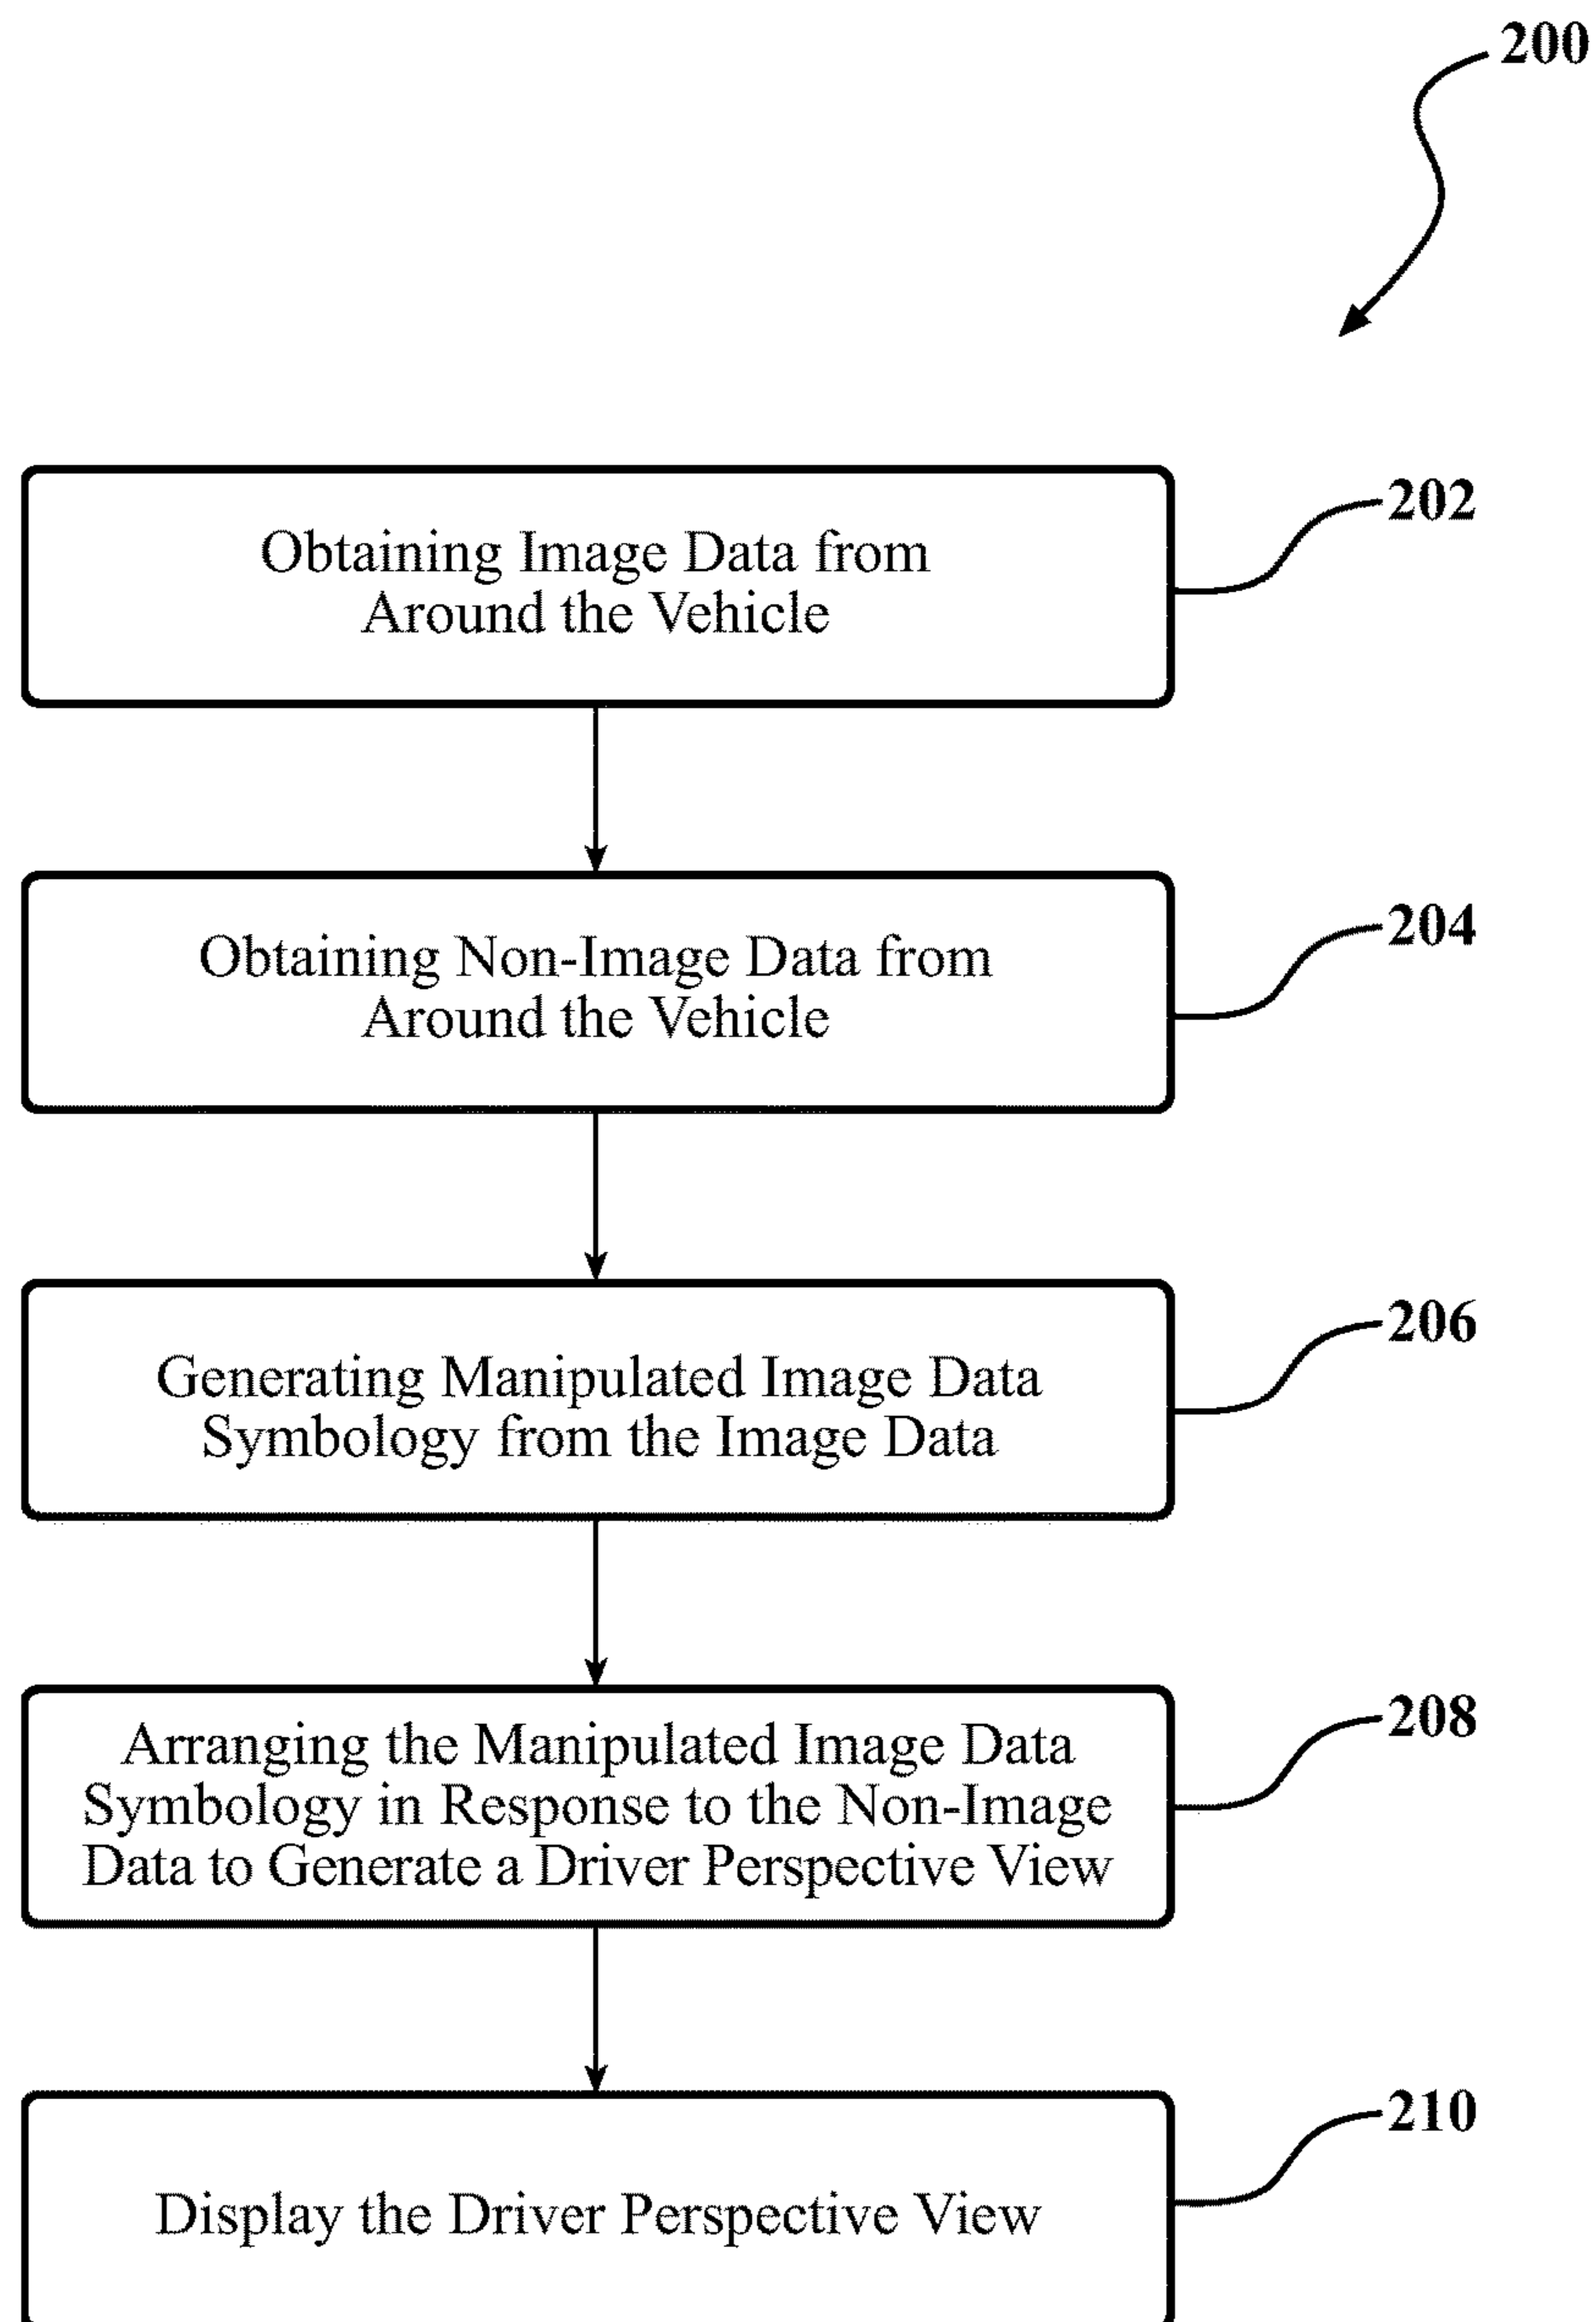 200
Obtaining Image Data from
Around the Vehicle
202
Obtaining Non-Image Data from
Around the Vehicle
204
Generating Manipulated Image Data
Symbology from the Image Data
206
Arranging the Manipulated Image Data
Symbology in Response to the Non-Image
Data to Generate a Driver Perspective View
208
Display the Driver Perspective View
210